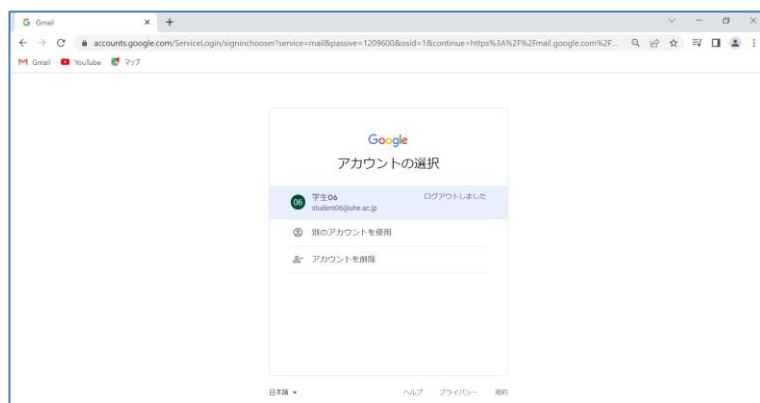 Gmail
accounts.google.com/ServiceLogin/signinchooser?service=mail&passive=1209600&osid=1&continue=https%3A%2F%2Fmail.google.com%2F...
Gmail YouTube マップ
Google
アカウントの選択
06 学生06 ログアウトしました
student06@uhe.ac.jp
別のアカウントを使用
アカウントを削除
日本語 ヘルプ プライバシー 規約